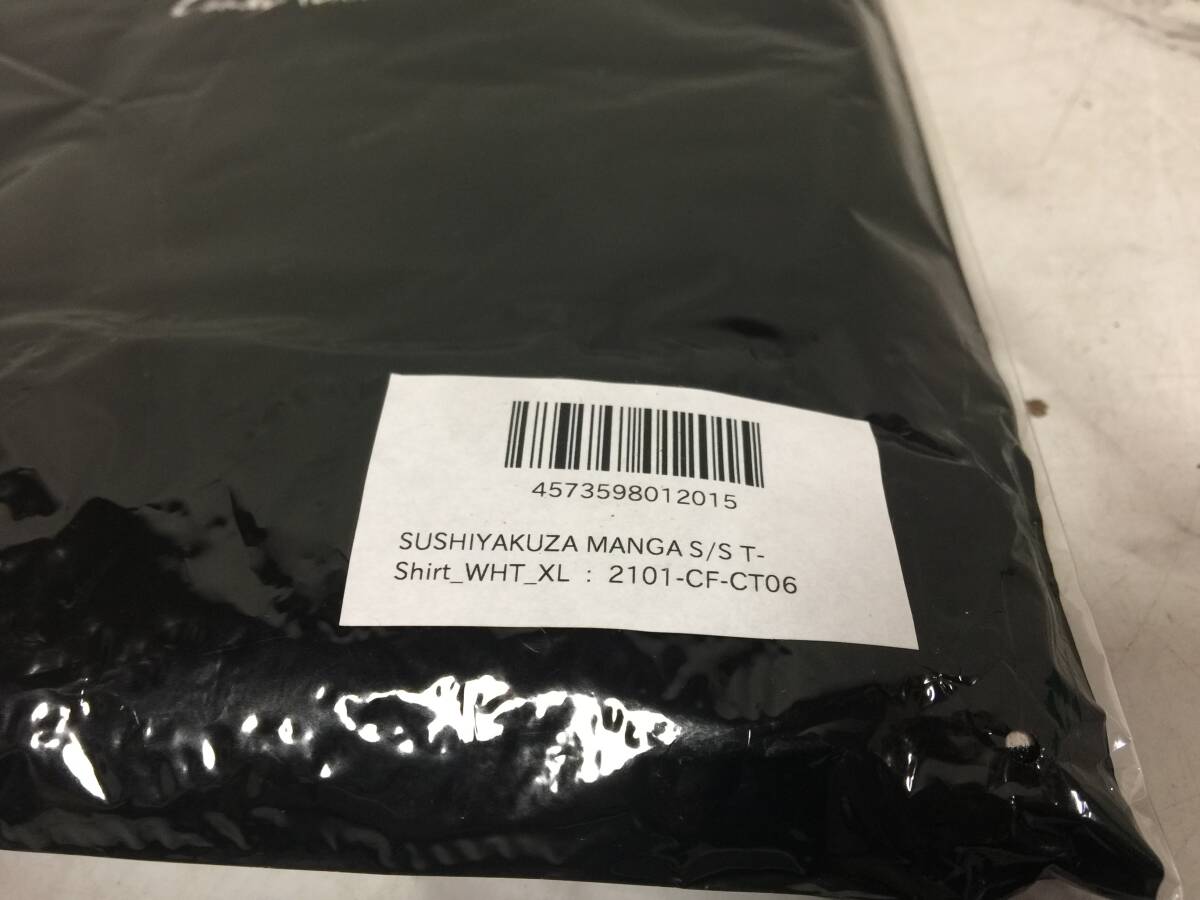 4573598012015
SUSHIYAKUZA MANGA S/S T-
Shirt_WHT_XL : 2101-CF-CT06